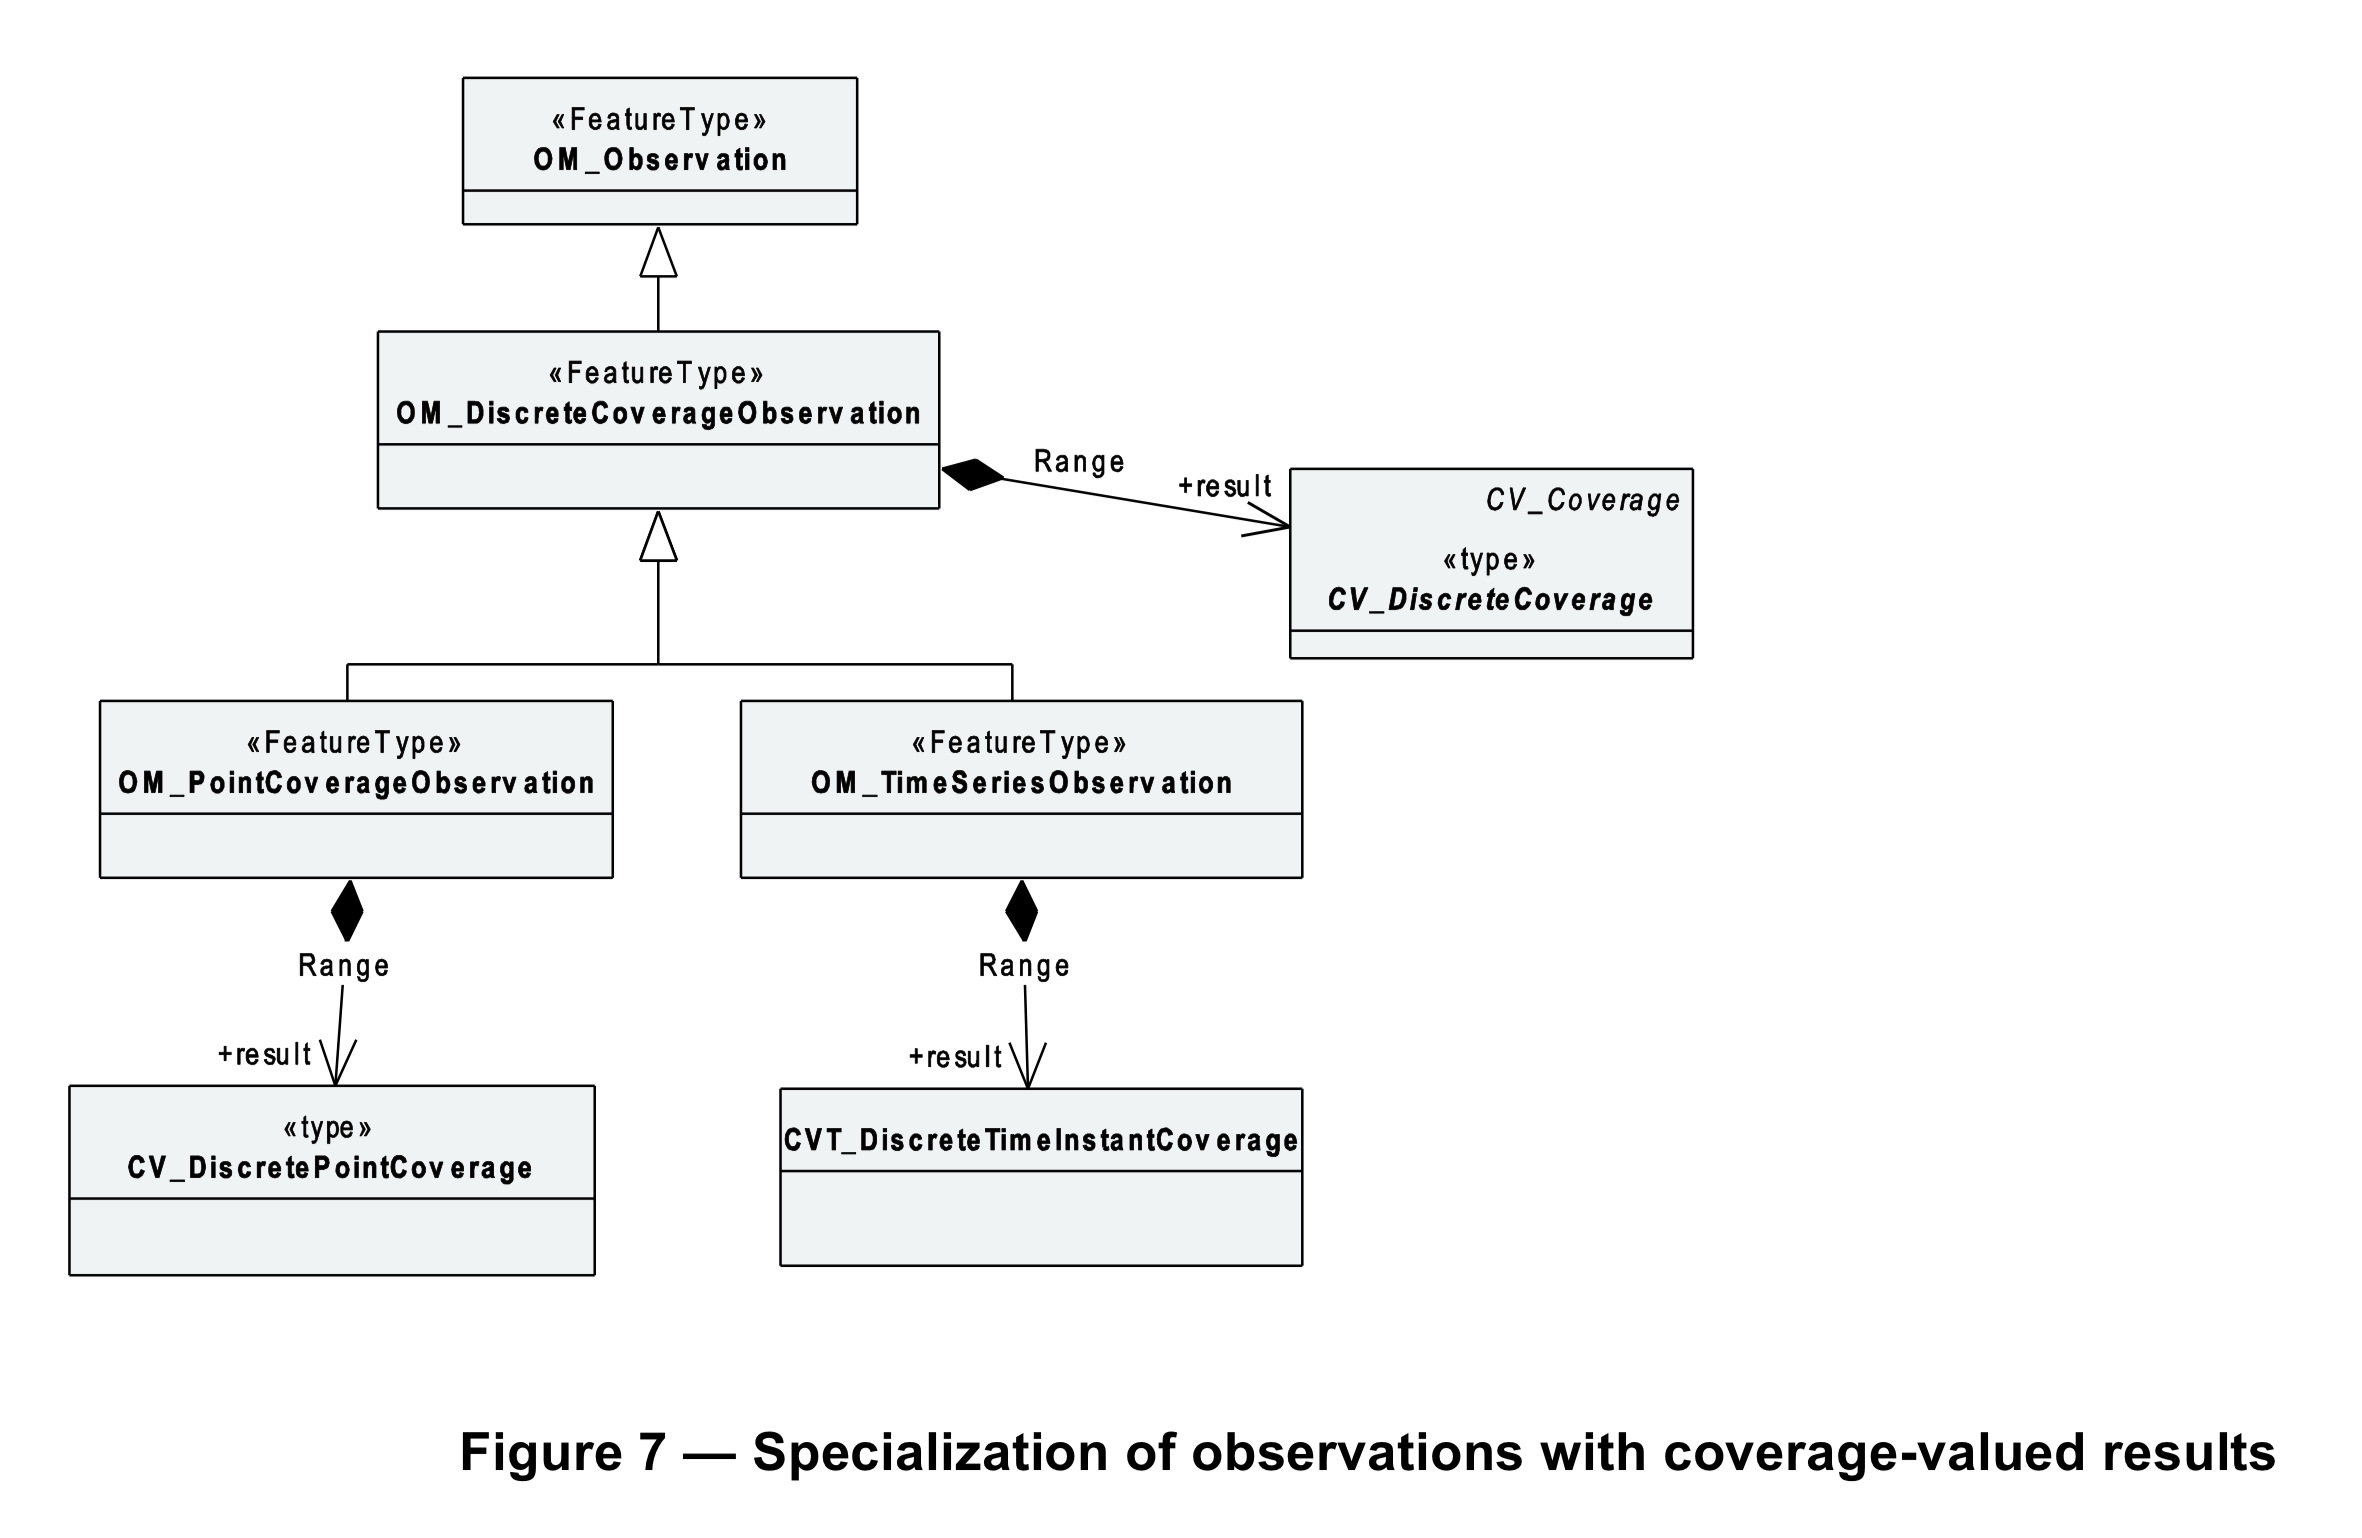 «FeatureType»
OM_Observation
«FeatureType»
OM_DiscreteCoverageObservation
Range
+result
CV_Coverage
«type»
CV_DiscreteCoverage
«FeatureType»
OM_PointCoverageObservation
«FeatureType»
OM_TimeSeriesObservation
Range
Range
+result
+result
«type»
CV_DiscretePointCoverage
CVT_DiscreteTimeInstantCoverage
Figure 7 — Specialization of observations with coverage-valued results